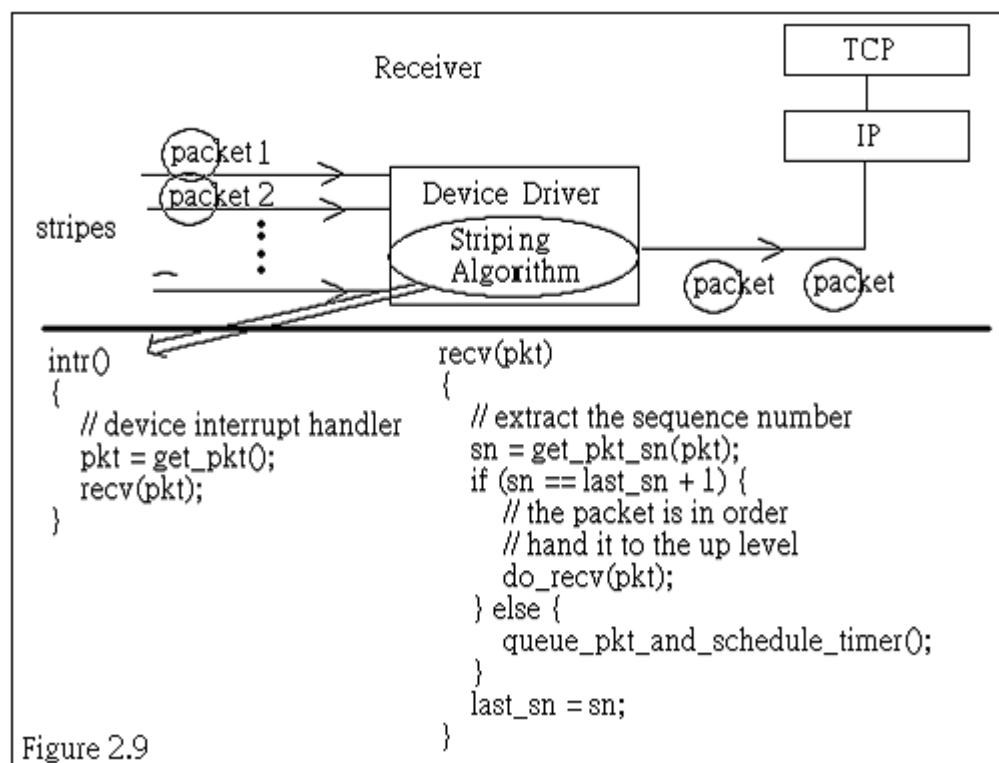 Receiver
TCP
IP
packet 1
packet 2
stripes
Device Driver
Striping
Algorithm
packet
packet
intr()
{
// device interrupt handler
pkt = get_pkt();
recv(pkt);
}
recv(pkt)
{
// extract the sequence number
sn = get_pkt_sn(pkt);
if (sn == last_sn + 1) {
// the packet is in order
// hand it to the up level
do_recv(pkt);
} else {
queue_pkt_and_schedule_timer();
}
last_sn = sn;
}
Figure 2.9